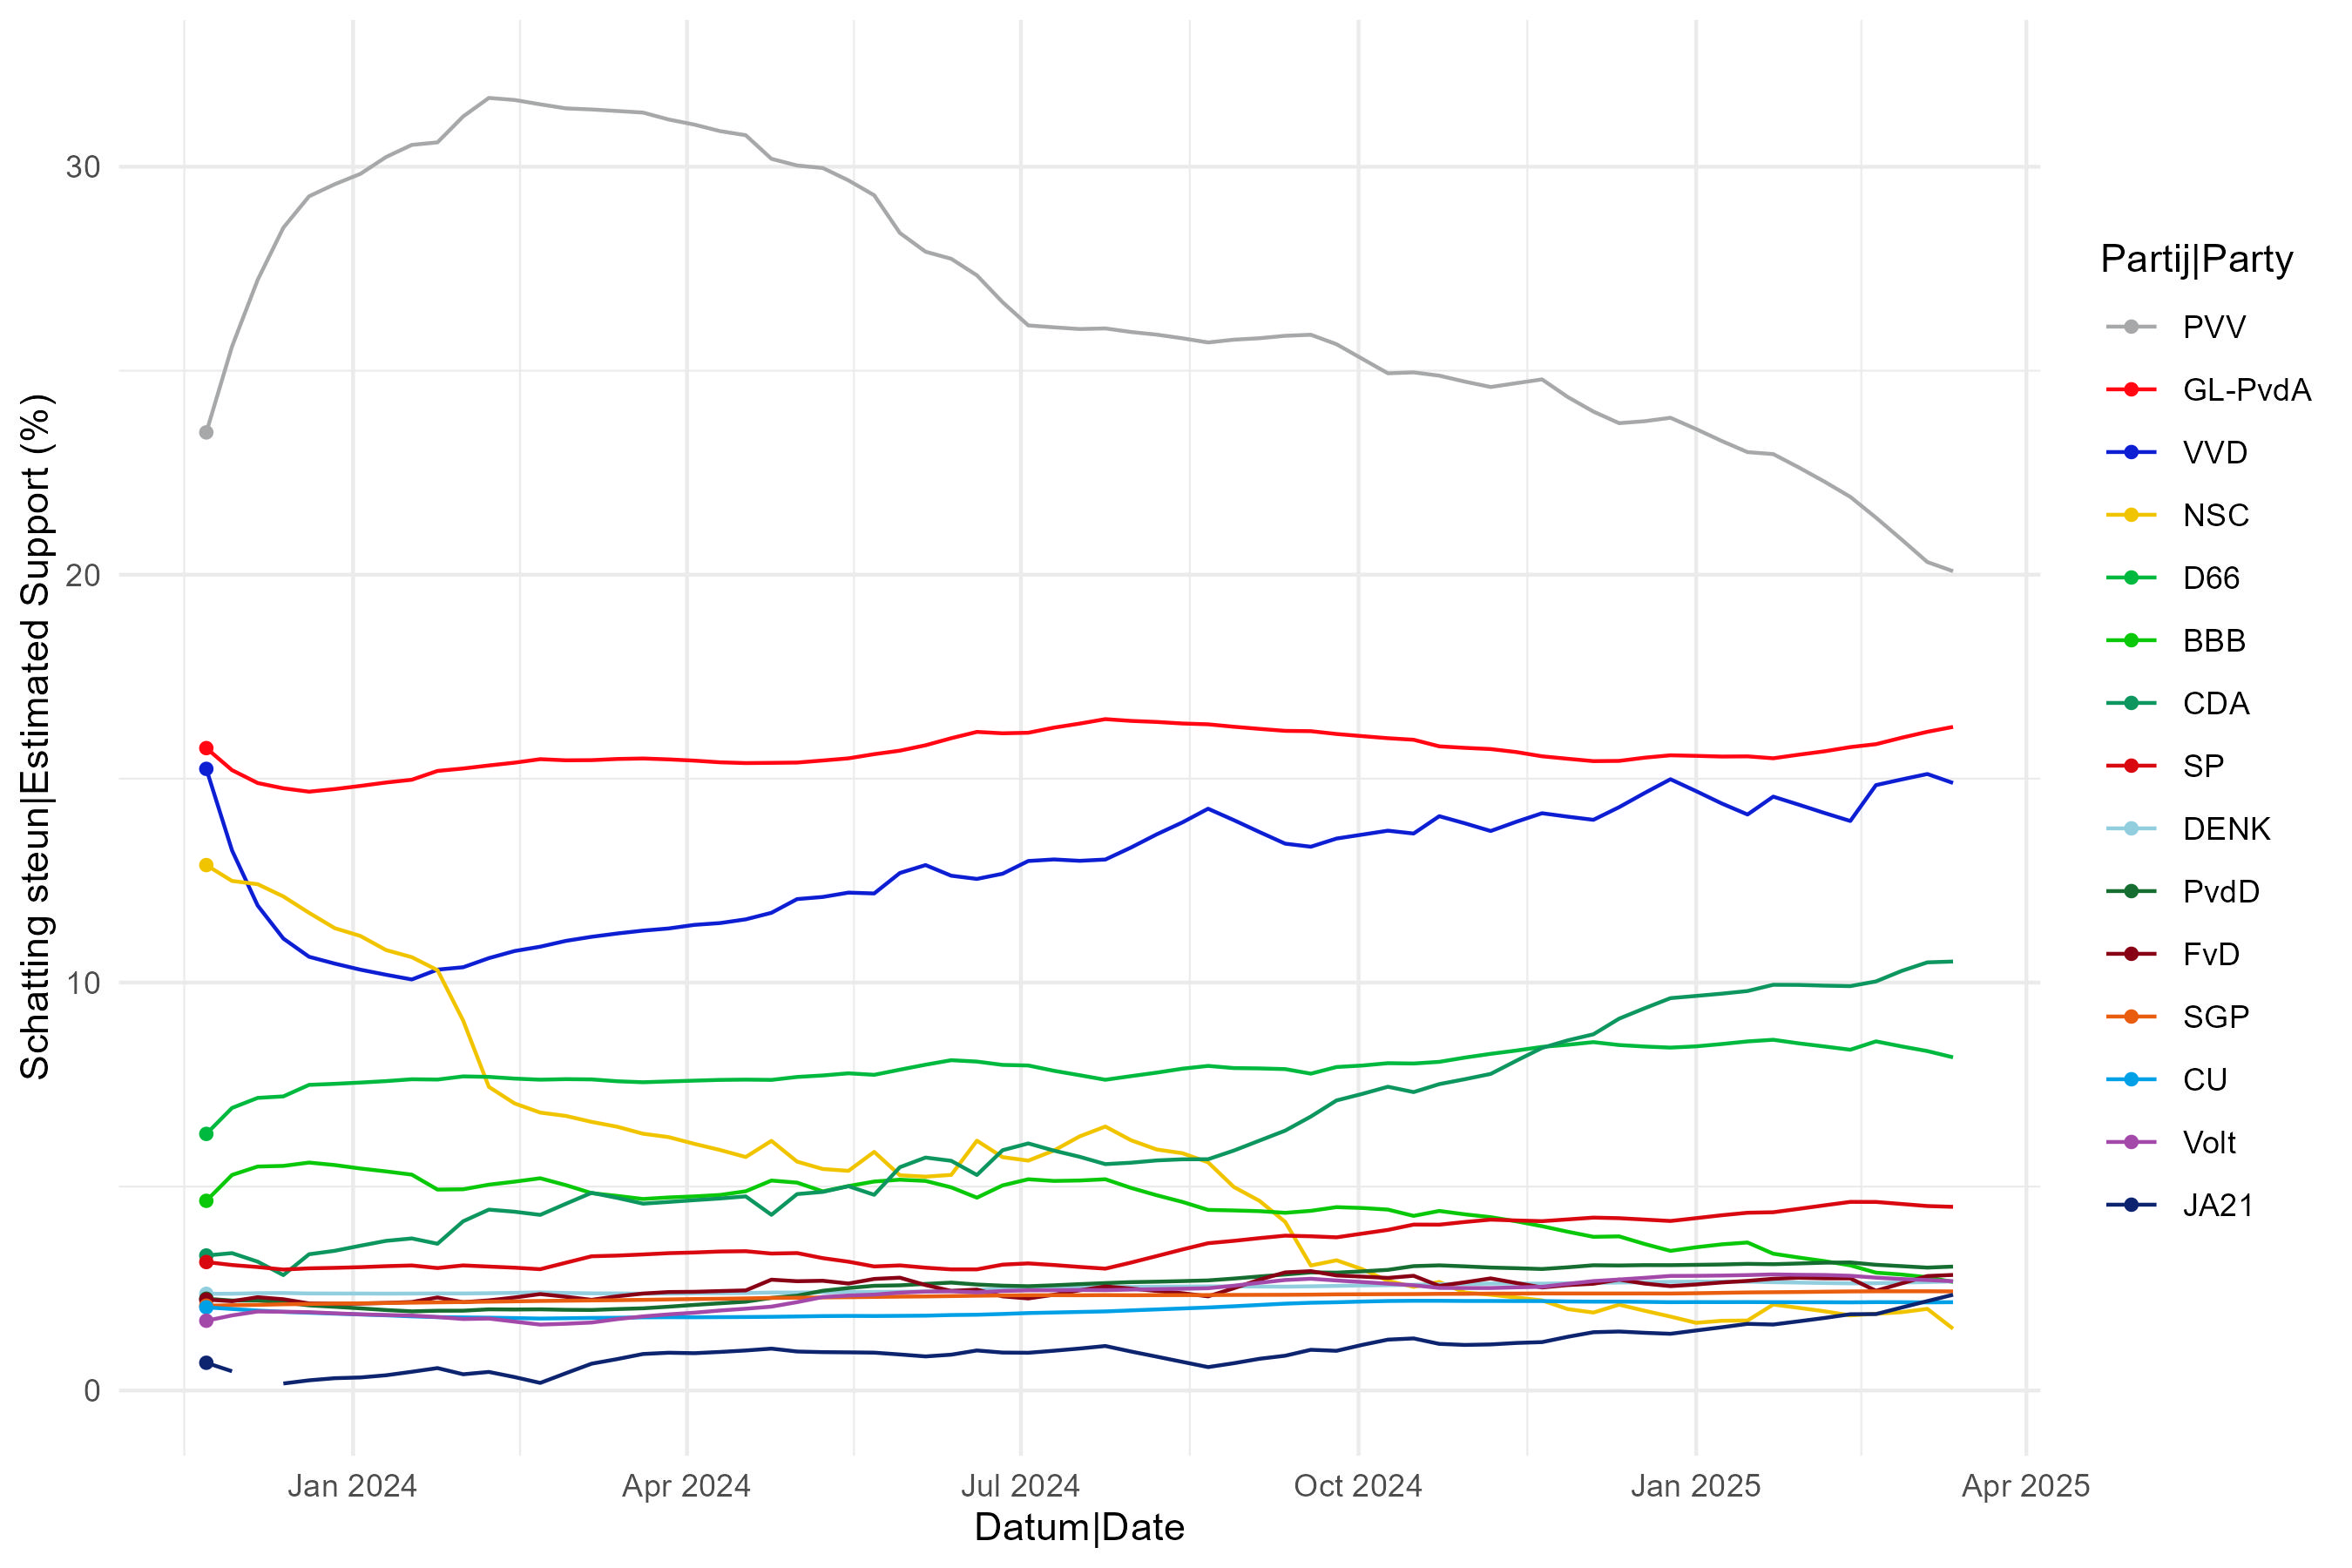 Schatting steun|Estimated Support (%)
30
20
10
0
Jan 2024
Apr 2024
Jul 2024
Oct 2024
Jan 2025
Apr 2025
Datum|Date
Partij|Party
PVV
GL-PvdA
VVD
NSC
D66
BBB
CDA
SP
DENK
PvdD
FvD
SGP
CU
Volt
JA21